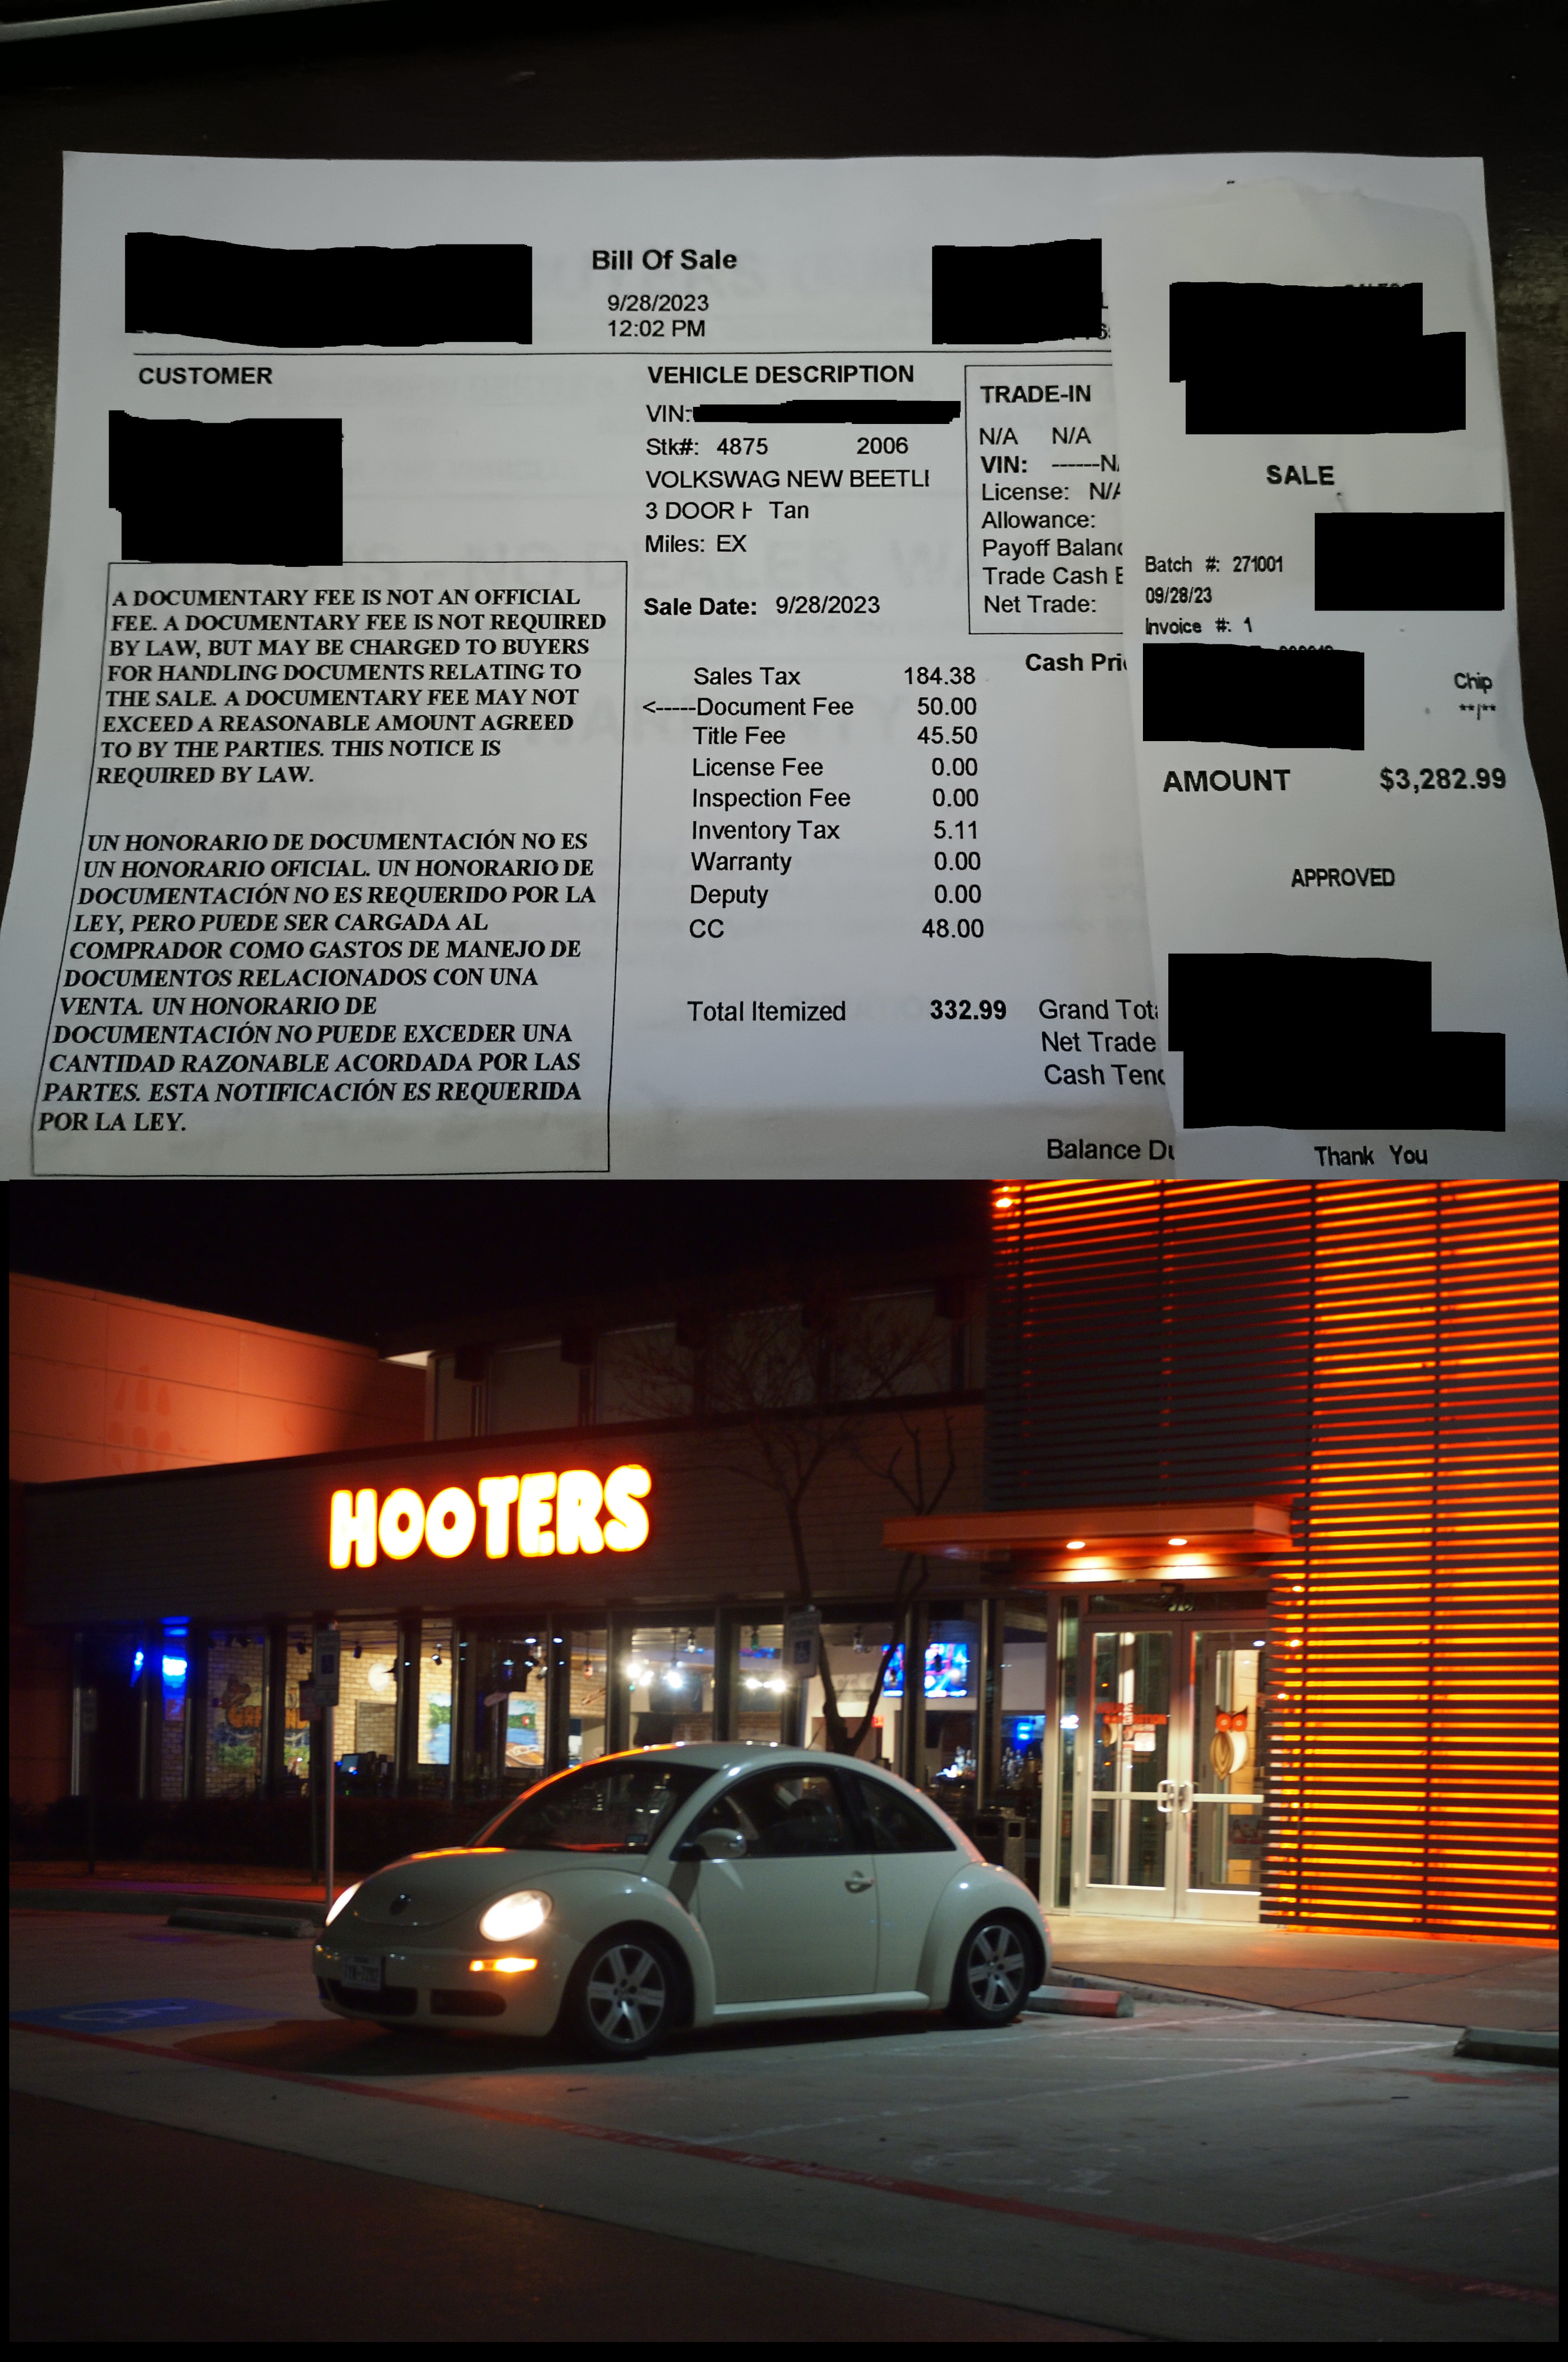 Bill Of Sale
9/28/2023
12:02 PM
CUSTOMER
A DOCUMENTARY FEE IS NOT AN OFFICIAL
FEE. A DOCUMENTARY FEE IS NOT REQUIRED
BY LAW, BUT MAY BE CHARGED TO BUYERS
FOR HANDLING DOCUMENTS RELATING TO
THE SALE. A DOCUMENTARY FEE MAY NOT
EXCEED A REASONABLE AMOUNT AGREED
TO BY THE PARTIES. THIS NOTICE IS
REQUIRED BY LAW.
UN HONORARIO DE DOCUMENTACIÓN NO ES
UN HONORARIO OFICIAL. UN HONORARIO DE
DOCUMENTACIÓN NO ES REQUERIDO POR LA
LEY, PERO PUEDE SER CARGADA AL
COMPRADOR COMO GASTOS DE MANEJO DE
DOCUMENTOS RELACIONADOS CON UNA
VENTA. UN HONORARIO DE
DOCUMENTACIÓN NO PUEDE EXCEDER UNA
CANTIDAD RAZONABLE ACORDADA POR LAS
PARTES. ESTA NOTIFICACIÓN ES REQUERIDA
POR LA LEY.
VEHICLE DESCRIPTION
VIN:
Stk#: 4875 2006
VOLKSWAG NEW BEETLI
3 DOOR H Tan
Miles: EX
Sale Date: 9/28/2023
Sales Tax 184.38
<-----Document Fee 50.00
Title Fee 45.50
License Fee 0.00
Inspection Fee 0.00
Inventory Tax 5.11
Warranty 0.00
Deputy 0.00
CC 48.00
Total Itemized 332.99
TRADE-IN
N/A N/A
VIN: ------N
License: N/A
Allowance:
Payoff Balanc
Trade Cash E
Net Trade:
Cash Pri
Grand Tot
Net Trade
Cash Tend
Balance Du
SALE
Batch #: 271001
09/28/23
Invoice #: 1
Chip
**/**
AMOUNT $3,282.99
APPROVED
Thank You
HOOTERS